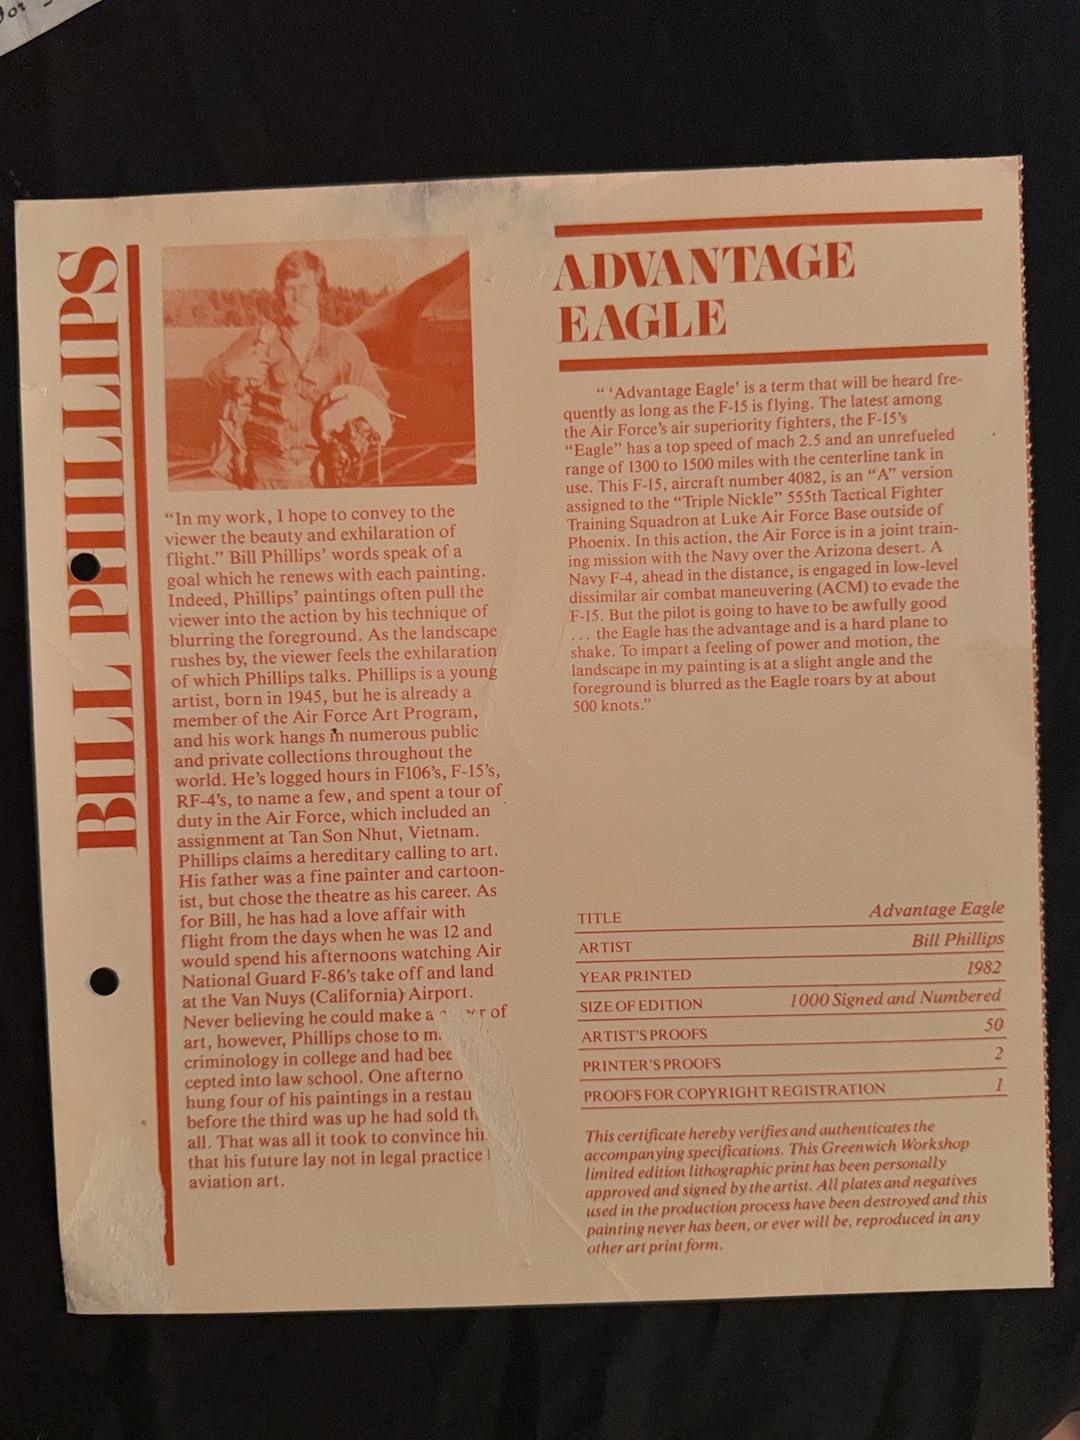 for
BILL PHILLIPS
"In my work, I hope to convey to the
viewer the beauty and exhilaration of
flight." Bill Phillips' words speak of a
goal which he renews with each painting.
Indeed, Phillips' paintings often pull the
viewer into the action by his technique of
blurring the foreground. As the landscape
rushes by, the viewer feels the exhilaration
of which Phillips talks. Phillips is a young
artist, born in 1945, but he is already a
member of the Air Force Art Program,
and his work hangs in numerous public
and private collections throughout the
world. He's logged hours in F106's, F-15's,
RF-4's, to name a few, and spent a tour of
duty in the Air Force, which included an
assignment at Tan Son Nhut, Vietnam.
Phillips claims a hereditary calling to art.
His father was a fine painter and cartoon-
ist, but chose the theatre as his career. As
for Bill, he has had a love affair with
flight from the days when he was 12 and
would spend his afternoons watching Air
National Guard F-86's take off and land
at the Van Nuys (California) Airport.
Never believing he could make a of
art, however, Phillips chose to
criminology in college and had
cepted into law school. One
hung four of his paintings in a
before the third was up he had sold
all. That was all it took to convince
that his future lay not in legal practice
aviation art.
ADVANTAGE
EAGLE
" 'Advantage Eagle' is a term that will be heard fre-
quently as long as the F-15 is flying. The latest among
the Air Force's air superiority fighters, the F-15's
"Eagle" has a top speed of mach 2.5 and an unrefueled
range of 1300 to 1500 miles with the centerline tank in
use. This F-15, aircraft number 4082, is an "A" version
assigned to the "Triple Nickle" 555th Tactical Fighter
Training Squadron at Luke Air Force Base outside of
Phoenix. In this action, the Air Force is in a joint train-
ing mission with the Navy over the Arizona desert. A
Navy F-4, ahead in the distance, is engaged in low-level
dissimilar air combat maneuvering (ACM) to evade the
F-15. But the pilot is going to have to be awfully good
... the Eagle has the advantage and is a hard plane to
shake. To impart a feeling of power and motion, the
landscape in my painting is at a slight angle and the
foreground is blurred as the Eagle roars by at about
500 knots."
TITLE Advantage Eagle
ARTIST Bill Phillips
YEAR PRINTED 1982
SIZE OF EDITION 1000 Signed and Numbered
ARTIST'S PROOFS 50
PRINTER'S PROOFS 2
PROOFS FOR COPYRIGHT REGISTRATION 1
This certificate hereby verifies and authenticates the
accompanying specifications. This Greenwich Workshop
limited edition lithographic print has been personally
approved and signed by the artist. All plates and negatives
used in the production process have been destroyed and this
painting never has been, or ever will be, reproduced in any
other art print form.